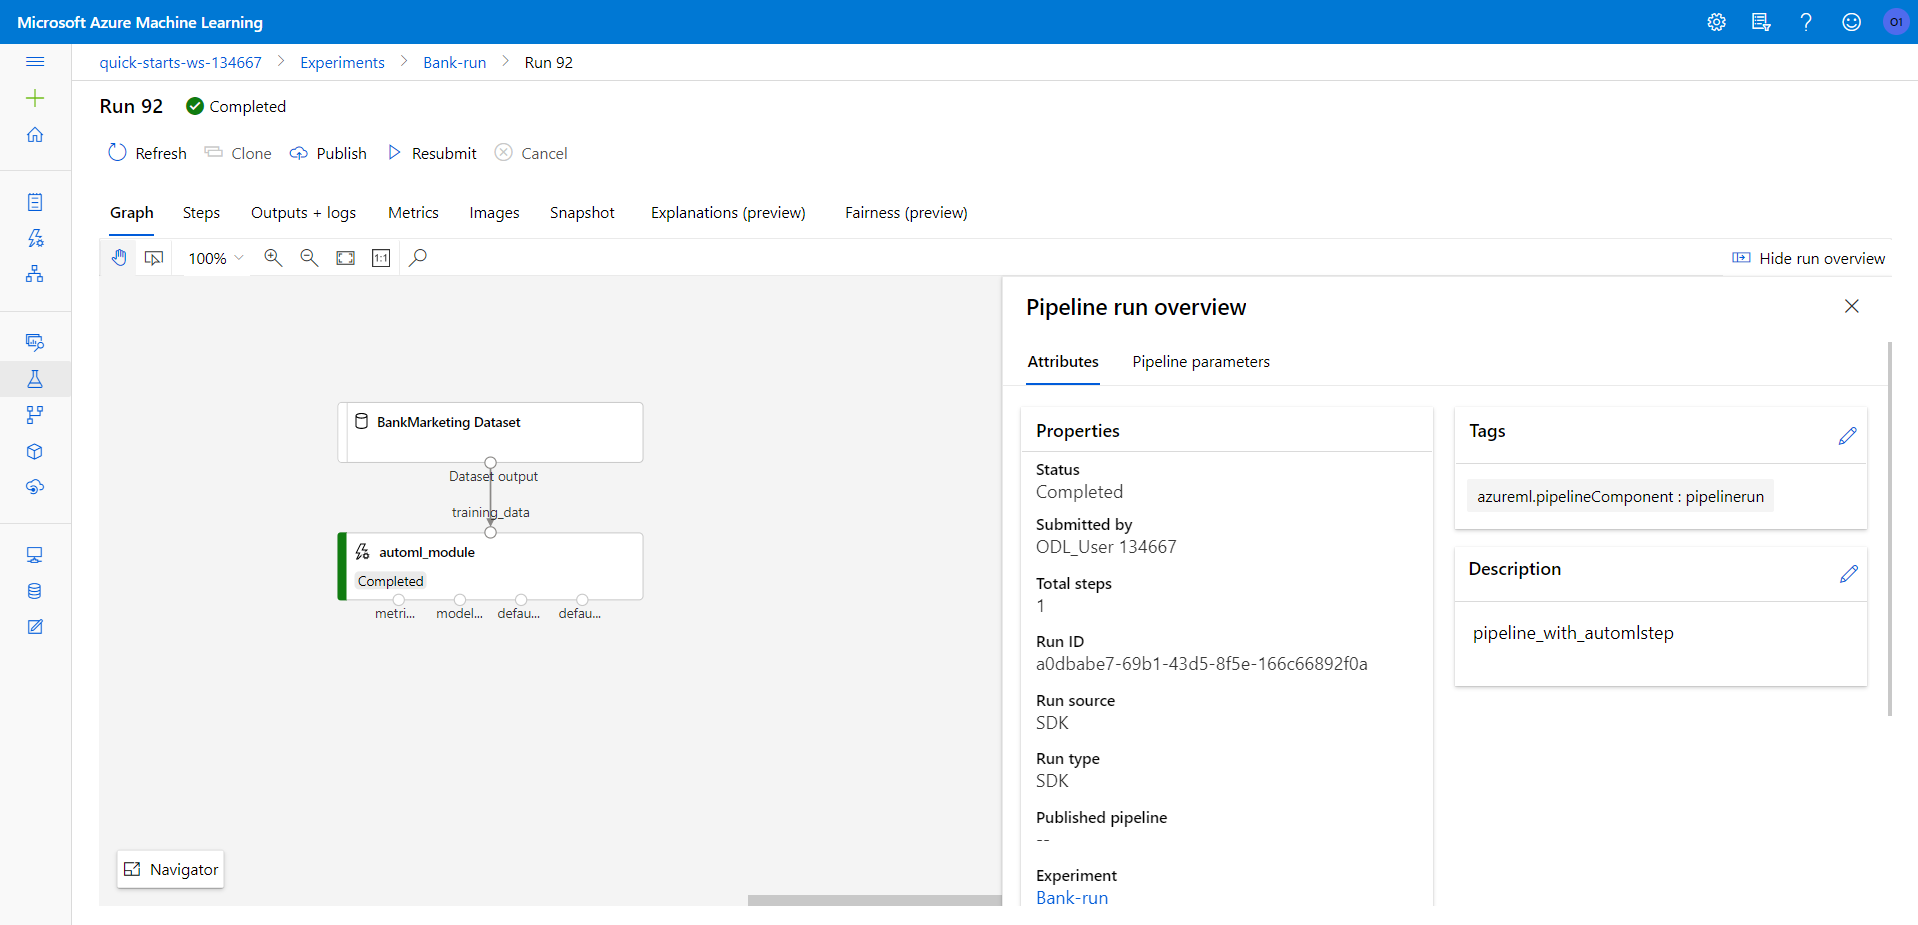 Microsoft Azure Machine Learning
O1
quick-starts-ws-134667 > Experiments > Bank-run > Run 92
Run 92 Completed
Refresh Clone Publish Resubmit Cancel
Graph Steps Outputs + logs Metrics Images Snapshot Explanations (preview) Fairness (preview)
100% 1:1 Hide run overview
BankMarketing Dataset
Dataset output
training_data
automl_module
Completed
metri... model... defau... defau...
Navigator
Pipeline run overview
Attributes Pipeline parameters
Properties
Status
Completed
Submitted by
ODL_User 134667
Total steps
1
Run ID
a0dbabe7-69b1-43d5-8f5e-166c66892f0a
Run source
SDK
Run type
SDK
Published pipeline
--
Experiment
Bank-run
Tags
azureml.pipelineComponent : pipelinerun
Description
pipeline_with_automlstep